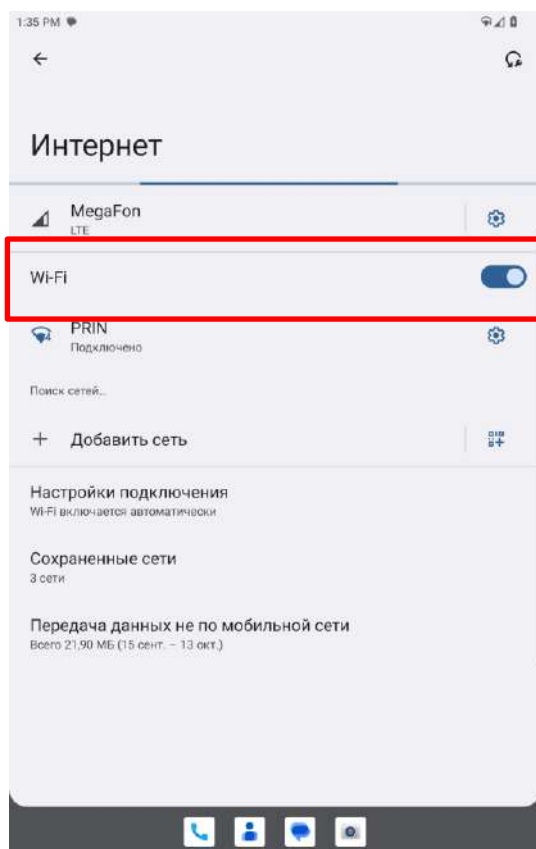 1:35 PM
Интернет
MegaFon
LTE
Wi-Fi
PRIN
Подключено
Поиск сетей...
Добавить сеть
Настройки подключения
Wi-Fi включается автоматически
Сохраненные сети
3 сети
Передача данных не по мобильной сети
Всего 21,90 МБ (15 сент. – 13 окт.)